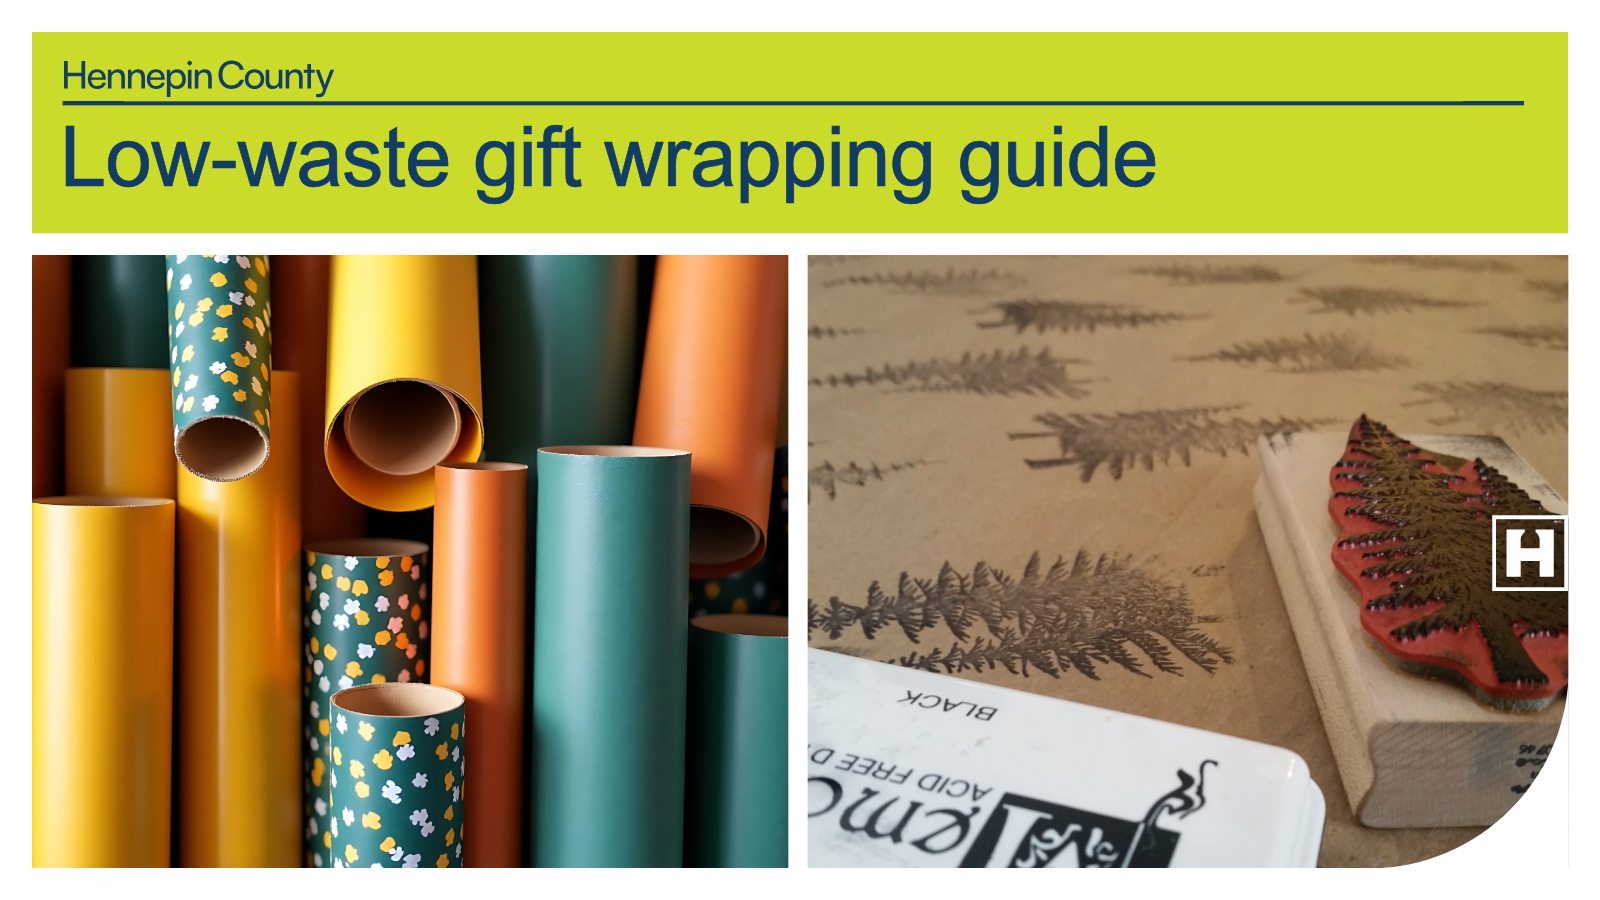 Hennepin County
Low-waste gift wrapping guide
H
BLACK
ACID FREE